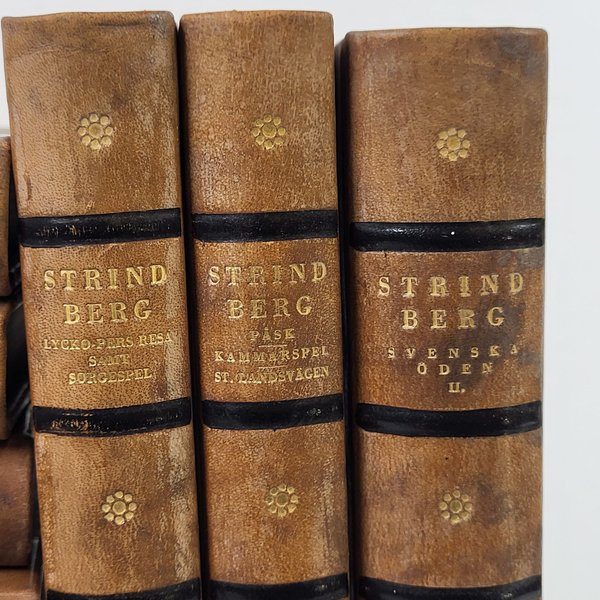 STRIND
BERG
LYCKO-PERS RESA
SAMT
SORGESPEL
STRIND
BERG
PÅSK
KAMMARSPEL
ST. LANDSVÄGEN
STRIND
BERG
SVENSKA
ÖDEN
II.